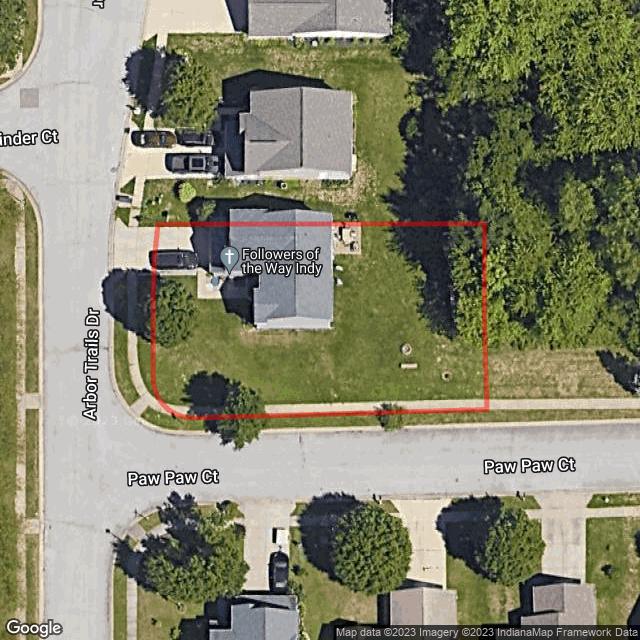 inder Ct
Followers of
the Way Indy
Arbor Trails Dr
Paw Paw Ct
Paw Paw Ct
Google
Map data ©2023 Imagery ©2023 IndianaMap Framework Data